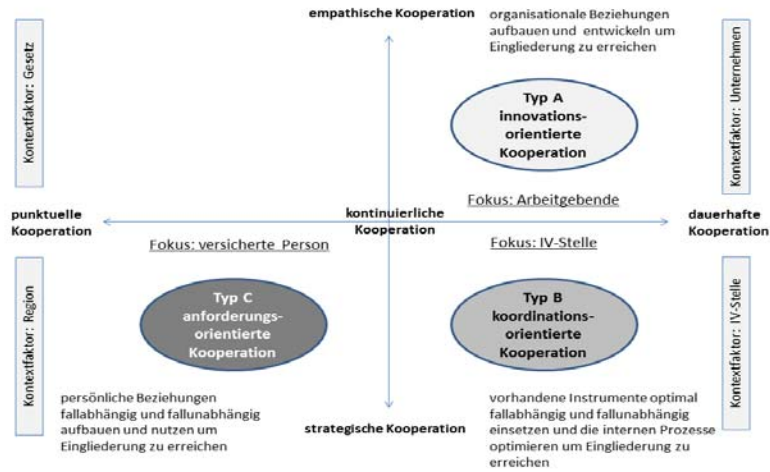 empathische Kooperation
organisationale Beziehungen
aufbauen und entwickeln um
Eingliederung zu erreichen
Kontextfaktor: Gesetz
Kontextfaktor: Unternehmen
Typ A
innovations-
orientierte
Kooperation
Fokus: Arbeitgebende
punktuelle
Kooperation
kontinuierliche
Kooperation
dauerhafte
Kooperation
Fokus: versicherte Person
Fokus: IV-Stelle
Kontextfaktor: Region
Typ C
anforderungs-
orientierte
Kooperation
Typ B
koordinations-
orientierte
Kooperation
Kontextfaktor: IV-Stelle
persönliche Beziehungen
fallabhängig und fallunabhängig
aufbauen und nutzen um
Eingliederung zu erreichen
strategische Kooperation
vorhandene Instrumente optimal
fallabhängig und fallunabhängig
einsetzen und die internen Prozesse
optimieren um Eingliederung zu
erreichen